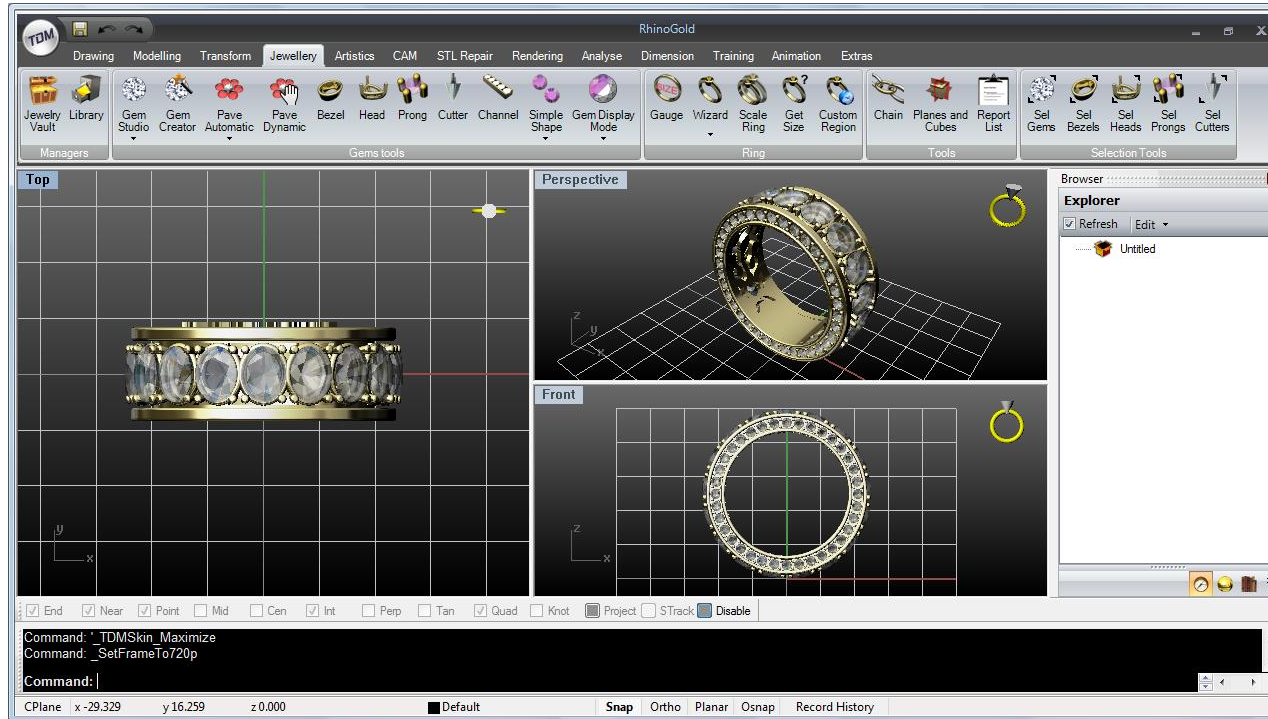 RhinoGold
TDM
Drawing Modelling Transform Jewellery Artistics CAM STL Repair Rendering Analyse Dimension Training Animation Extras
Jewelry Vault Library Gem Studio Gem Creator Pave Automatic Pave Dynamic Bezel Head Prong Cutter Channel Simple Shape Gem Display Mode SIZE Gauge Wizard Scale Ring Get Size Custom Region Chain Planes and Cubes Report List Sel Gems Sel Bezels Sel Heads Sel Prongs Sel Cutters
Managers Gems tools Ring Tools Selection Tools
Top
Perspective
Browser
Explorer
Refresh Edit
Untitled
z
y
x
Front
y
x
z
x
End Near Point Mid Cen Int Perp Tan Quad Knot Project STrack Disable
Command: '_TDMSkin_Maximize
Command: _SetFrameTo720p
Command:
CPlane x -29.329 y 16.259 z 0.000 Default Snap Ortho Planar Osnap Record History